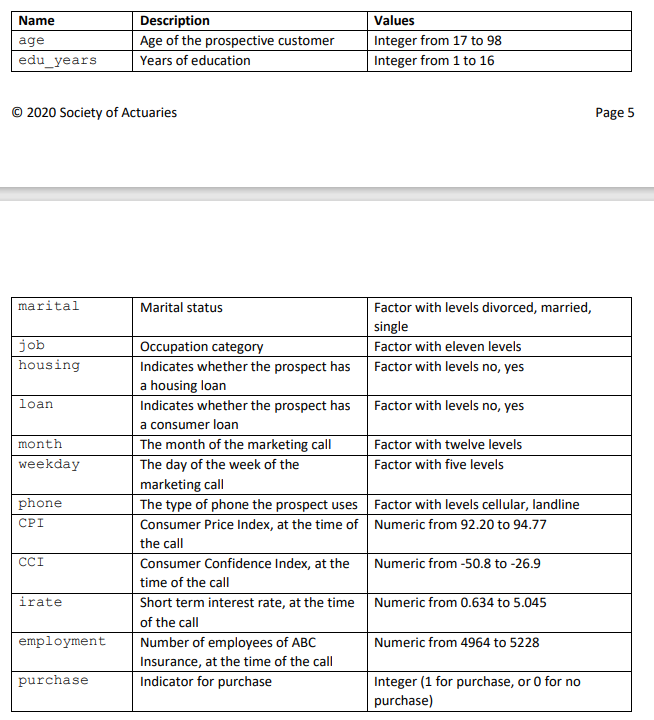 Name Description Values
age Age of the prospective customer Integer from 17 to 98
edu_years Years of education Integer from 1 to 16
© 2020 Society of Actuaries Page 5
marital Marital status Factor with levels divorced, married,
single
job Occupation category Factor with eleven levels
housing Indicates whether the prospect has Factor with levels no, yes
a housing loan
loan Indicates whether the prospect has Factor with levels no, yes
a consumer loan
month The month of the marketing call Factor with twelve levels
weekday The day of the week of the Factor with five levels
marketing call
phone The type of phone the prospect uses Factor with levels cellular, landline
CPI Consumer Price Index, at the time of Numeric from 92.20 to 94.77
the call
CCI Consumer Confidence Index, at the Numeric from -50.8 to -26.9
time of the call
irate Short term interest rate, at the time Numeric from 0.634 to 5.045
of the call
employment Number of employees of ABC Numeric from 4964 to 5228
Insurance, at the time of the call
purchase Indicator for purchase Integer (1 for purchase, or 0 for no
purchase)